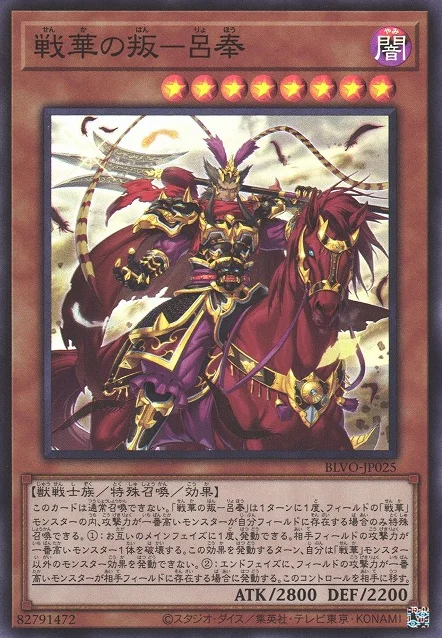 戦華の叛－呂奉
闇
BLVO-JP025
【獣戦士族／特殊召喚／効果】
このカードは通常召喚できない。「戦華の叛－呂奉」は1ターンに1度、フィールドの「戦華」
モンスターの内、攻撃力が一番高いモンスターが自分フィールドに存在する場合のみ特殊
召喚できる。①：お互いのメインフェイズに1度、発動できる。相手フィールドの攻撃力が
一番高いモンスター1体を破壊する。この効果を発動するターン、自分は「戦華」モンスター
以外のモンスター効果を発動できない。②：エンドフェイズに、フィールドの攻撃力が一番
高いモンスターが相手フィールドに存在する場合に発動する。このカードのコントロールを相手に移す。
ATK/2800 DEF/2200
82791472
©スタジオ・ダイス／集英社・テレビ東京・KONAMI